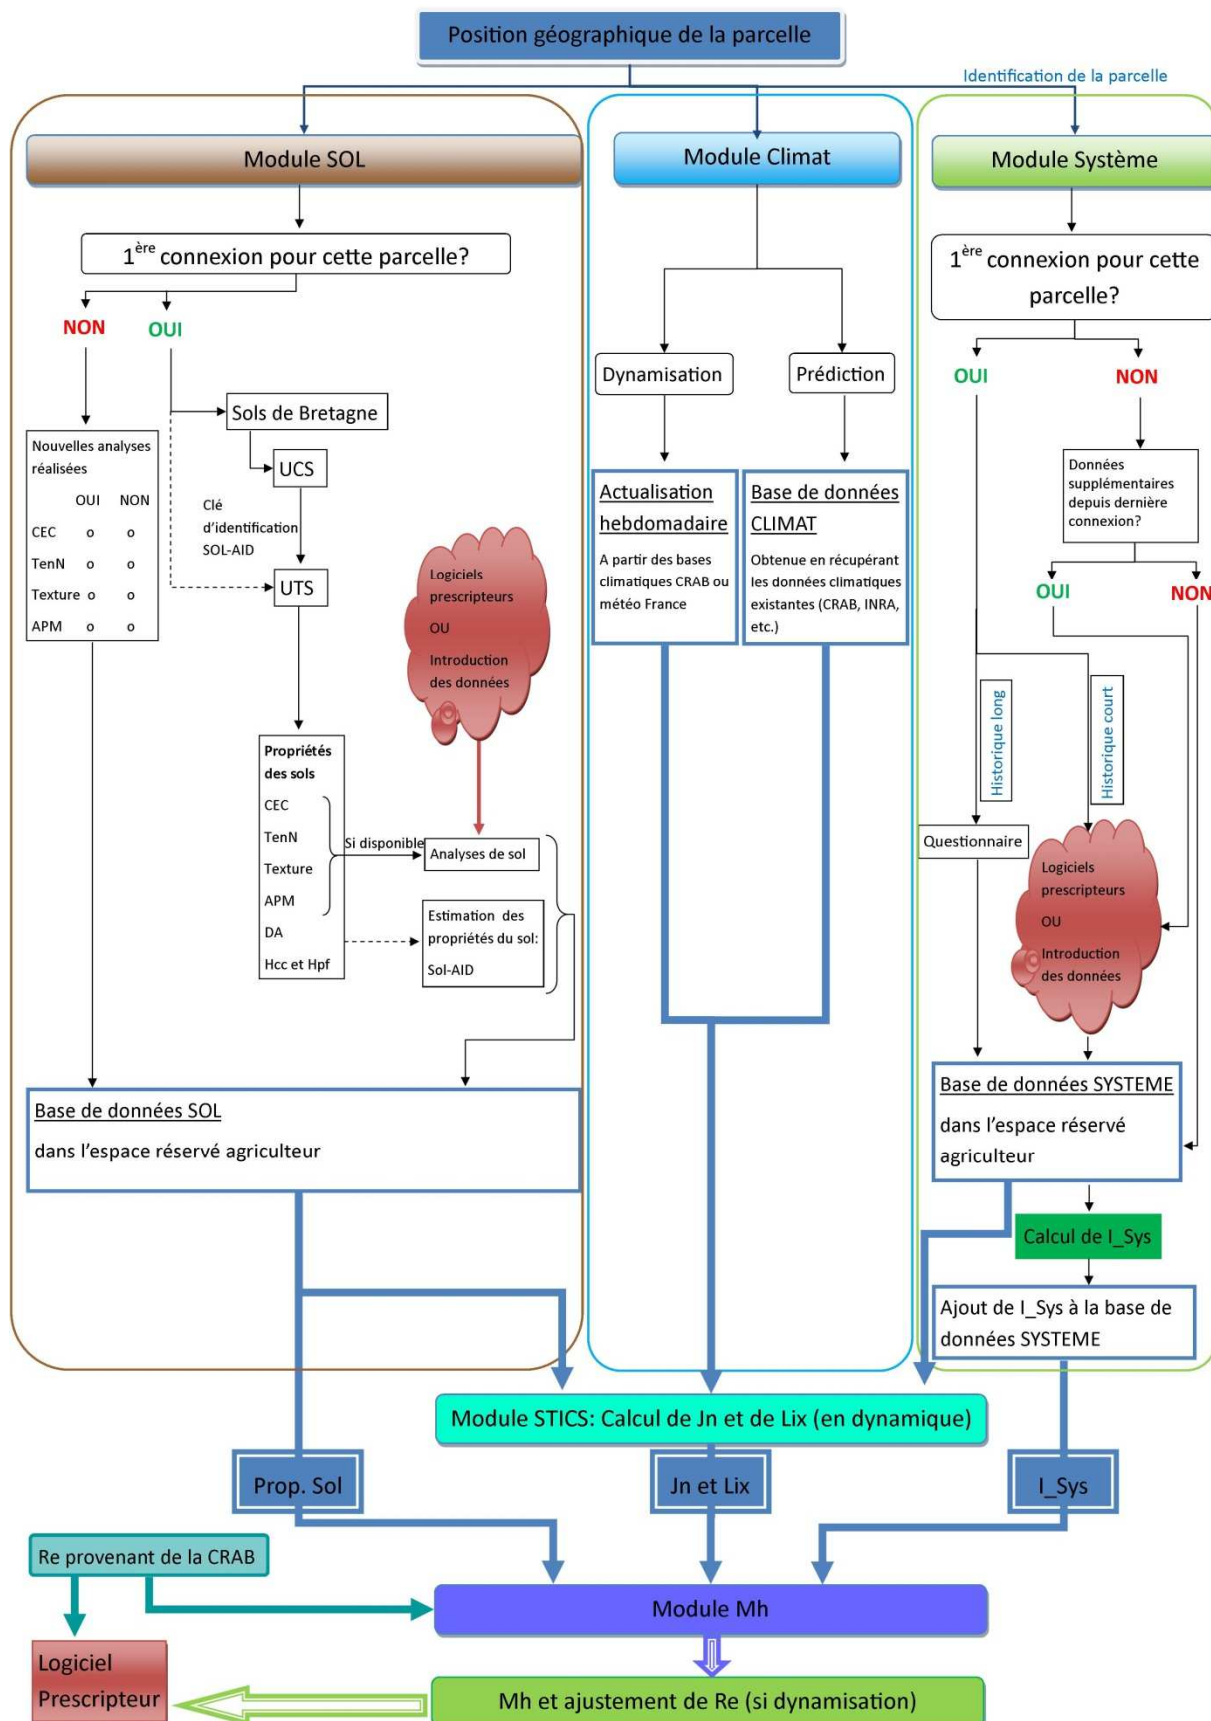 Position géographique de la parcelle
Identification de la parcelle
Module SOL
1ère connexion pour cette parcelle?
NON
OUI
Nouvelles analyses
réalisées
OUI NON
CEC o o
TenN o o
Texture o o
APM o o
Sols de Bretagne
UCS
Clé
d'identification
SOL-AID
UTS
Logiciels
prescripteurs
OU
Introduction
des données
Propriétés
des sols
CEC
TenN
Texture
APM
DA
Hcc et Hpf
Si disponible
Analyses de sol
Estimation des
propriétés du sol:
Sol-AID
Base de données SOL
dans l'espace réservé agriculteur
Module Climat
Dynamisation
Prédiction
Actualisation
hebdomadaire
A partir des bases
climatiques CRAB ou
météo France
Base de données
CLIMAT
Obtenue en récupérant
les données climatiques
existantes (CRAB, INRA,
etc.)
Module Système
1ère connexion pour cette
parcelle?
OUI
NON
Données
supplémentaires
depuis dernière
connexion?
OUI
NON
Historique long
Historique court
Questionnaire
Logiciels
prescripteurs
OU
Introduction
des données
Base de données SYSTEME
dans l'espace réservé
agriculteur
Calcul de I_Sys
Ajout de I_Sys à la base de
données SYSTEME
Module STICS: Calcul de Jn et de Lix (en dynamique)
Prop. Sol
Jn et Lix
I_Sys
Re provenant de la CRAB
Module Mh
Logiciel
Prescripteur
Mh et ajustement de Re (si dynamisation)